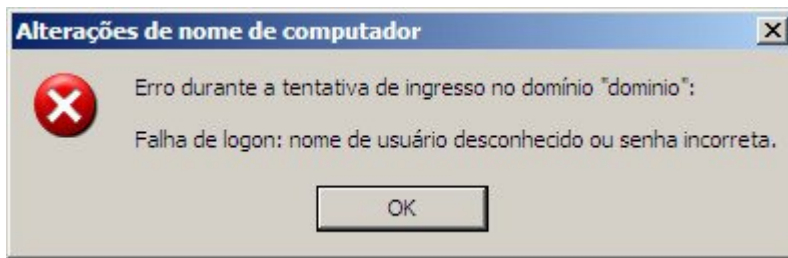 Alterações de nome de computador
Erro durante a tentativa de ingresso no domínio "dominio":
Falha de logon: nome de usuário desconhecido ou senha incorreta.
OK